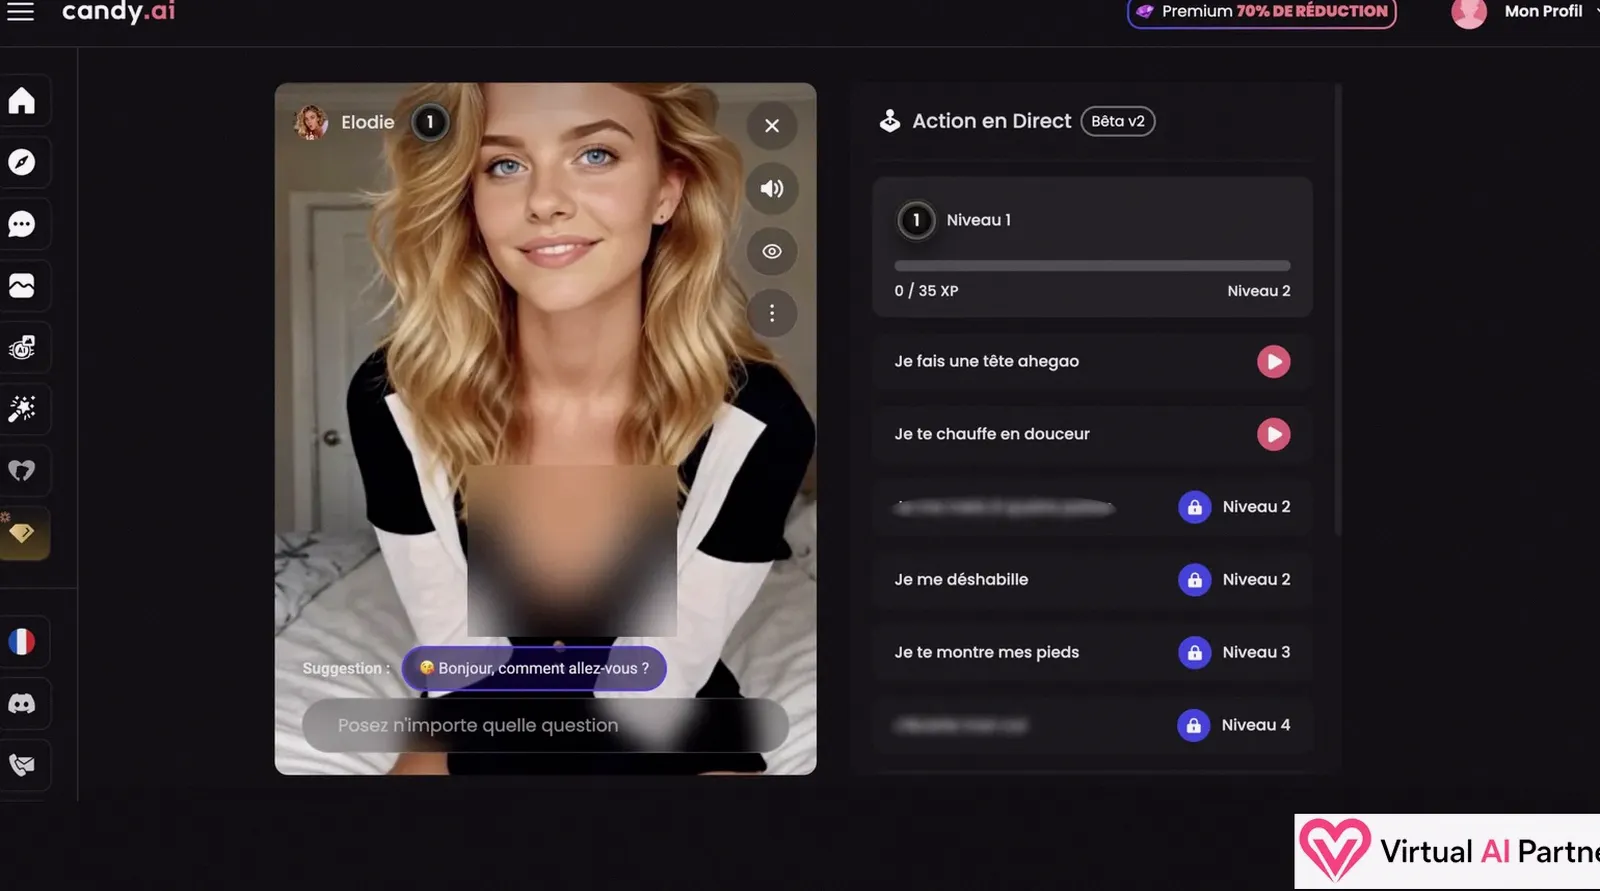 candy.ai
Premium 70% DE RÉDUCTION
Mon Profil
Elodie 1
Action en Direct Bêta v2
1 Niveau 1
0 / 35 XP Niveau 2
Je fais une tête ahegao
Je te chauffe en douceur
Niveau 2
Je me déshabille Niveau 2
Je te montre mes pieds Niveau 3
Niveau 4
Suggestion : 😘 Bonjour, comment allez-vous ?
Posez n'importe quelle question
Virtual AI Partne